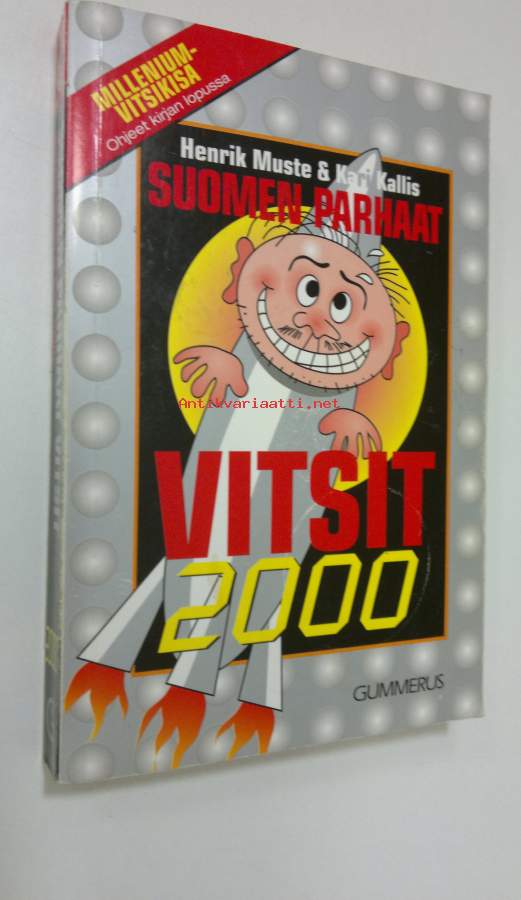 MILLENIUM-
VITSIKISA
Ohjeet kirjan lopussa
Henrik Muste & Kari Kallis
SUOMEN PARHAAT
Antikvariaatti.net
VITSIT
2000
GUMMERUS